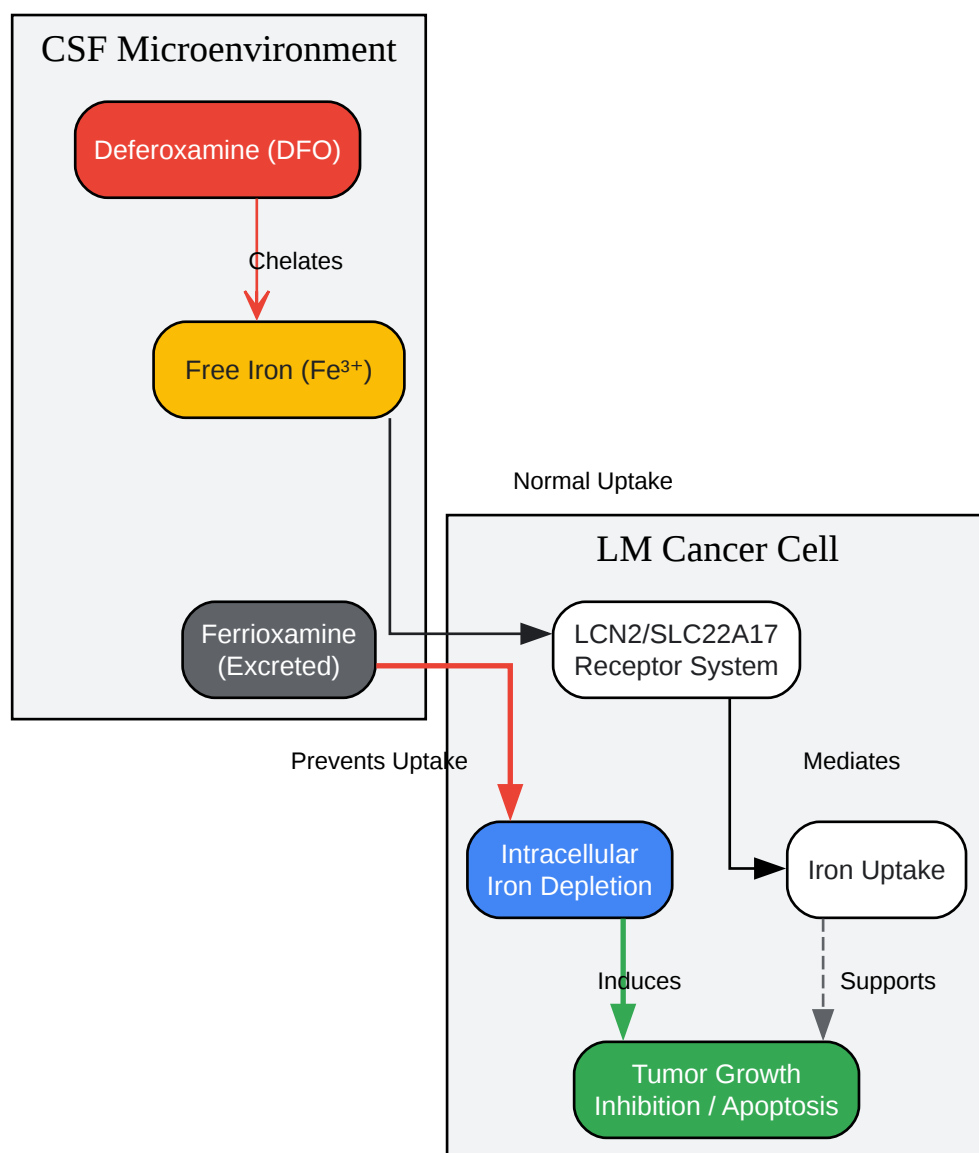 CSF Microenvironment
Deferoxamine (DFO)
Chelates
Free Iron (Fe³⁺)
Normal Uptake
LM Cancer Cell
Ferrioxamine
(Excreted)
LCN2/SLC22A17
Receptor System
Prevents Uptake
Mediates
Intracellular
Iron Depletion
Iron Uptake
Induces
Supports
Tumor Growth
Inhibition / Apoptosis